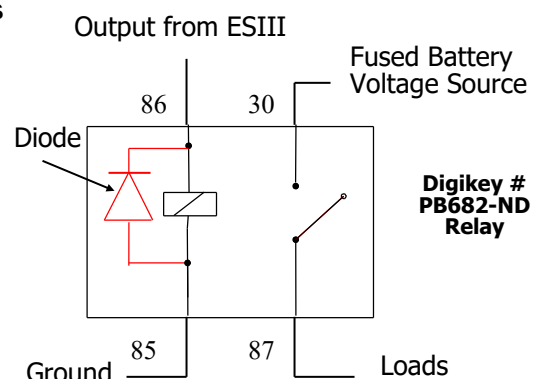 s
Output from ESIII
Fused Battery
Voltage Source
86
30
Diode
Digikey #
PB682-ND
Relay
85
87
Ground
Loads